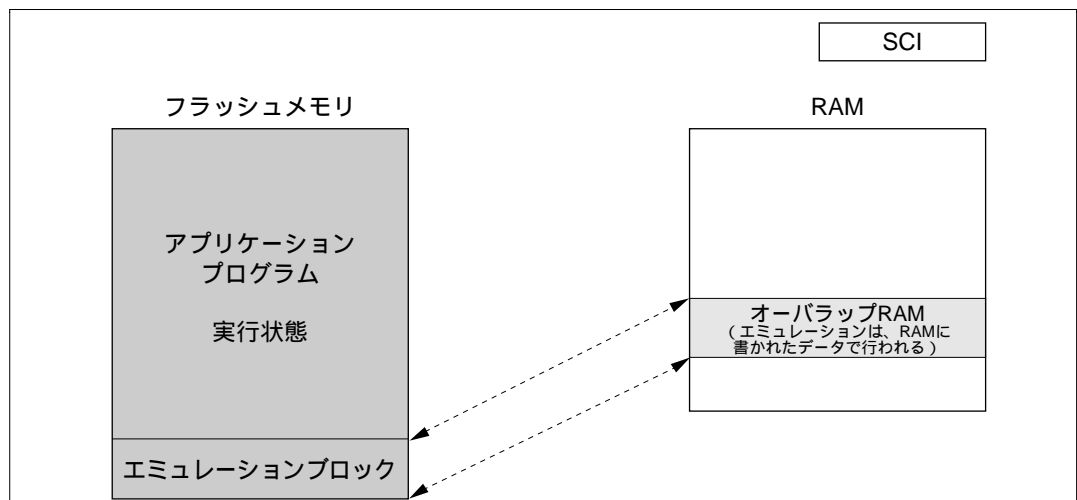 SCI
フラッシュメモリ
RAM
アプリケーション
プログラム
実行状態
オーバラップRAM
(エミュレーションは、RAMに
書かれたデータで行われる)
エミュレーションブロック